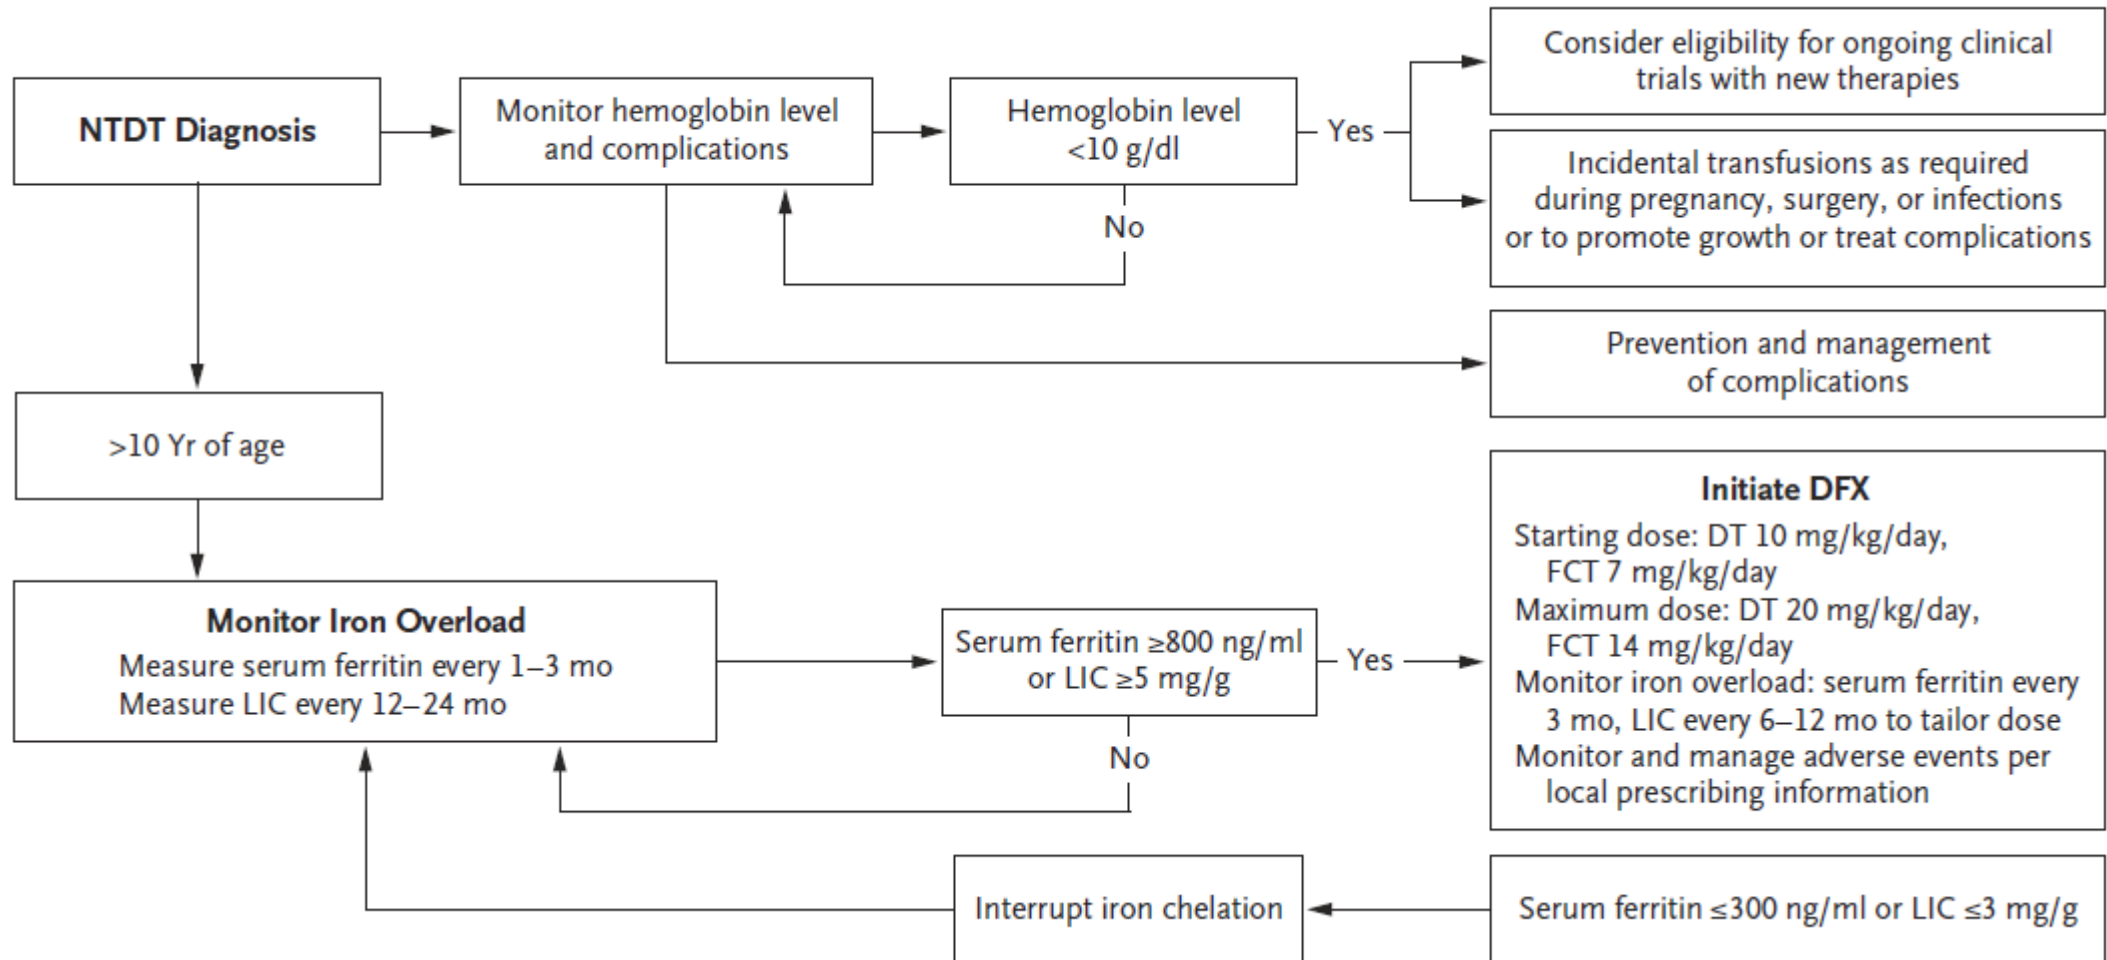 NTDT Diagnosis
Monitor hemoglobin level
and complications
Hemoglobin level
<10 g/dl
Yes
No
Consider eligibility for ongoing clinical
trials with new therapies
Incidental transfusions as required
during pregnancy, surgery, or infections
or to promote growth or treat complications
Prevention and management
of complications
>10 Yr of age
Monitor Iron Overload
Measure serum ferritin every 1–3 mo
Measure LIC every 12–24 mo
Serum ferritin ≥800 ng/ml
or LIC ≥5 mg/g
Yes
No
Initiate DFX
Starting dose: DT 10 mg/kg/day,
FCT 7 mg/kg/day
Maximum dose: DT 20 mg/kg/day,
FCT 14 mg/kg/day
Monitor iron overload: serum ferritin every
3 mo, LIC every 6–12 mo to tailor dose
Monitor and manage adverse events per
local prescribing information
Interrupt iron chelation
Serum ferritin ≤300 ng/ml or LIC ≤3 mg/g